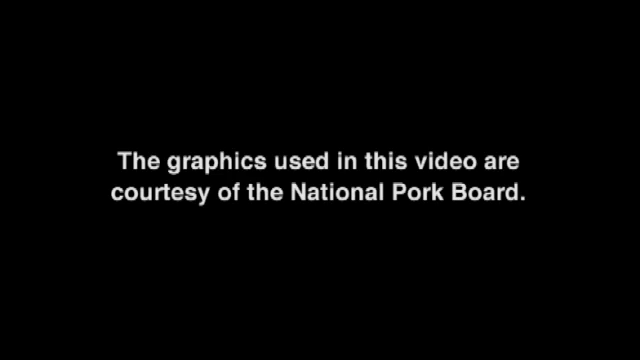 The graphics used in this video are
courtesy of the National Pork Board.